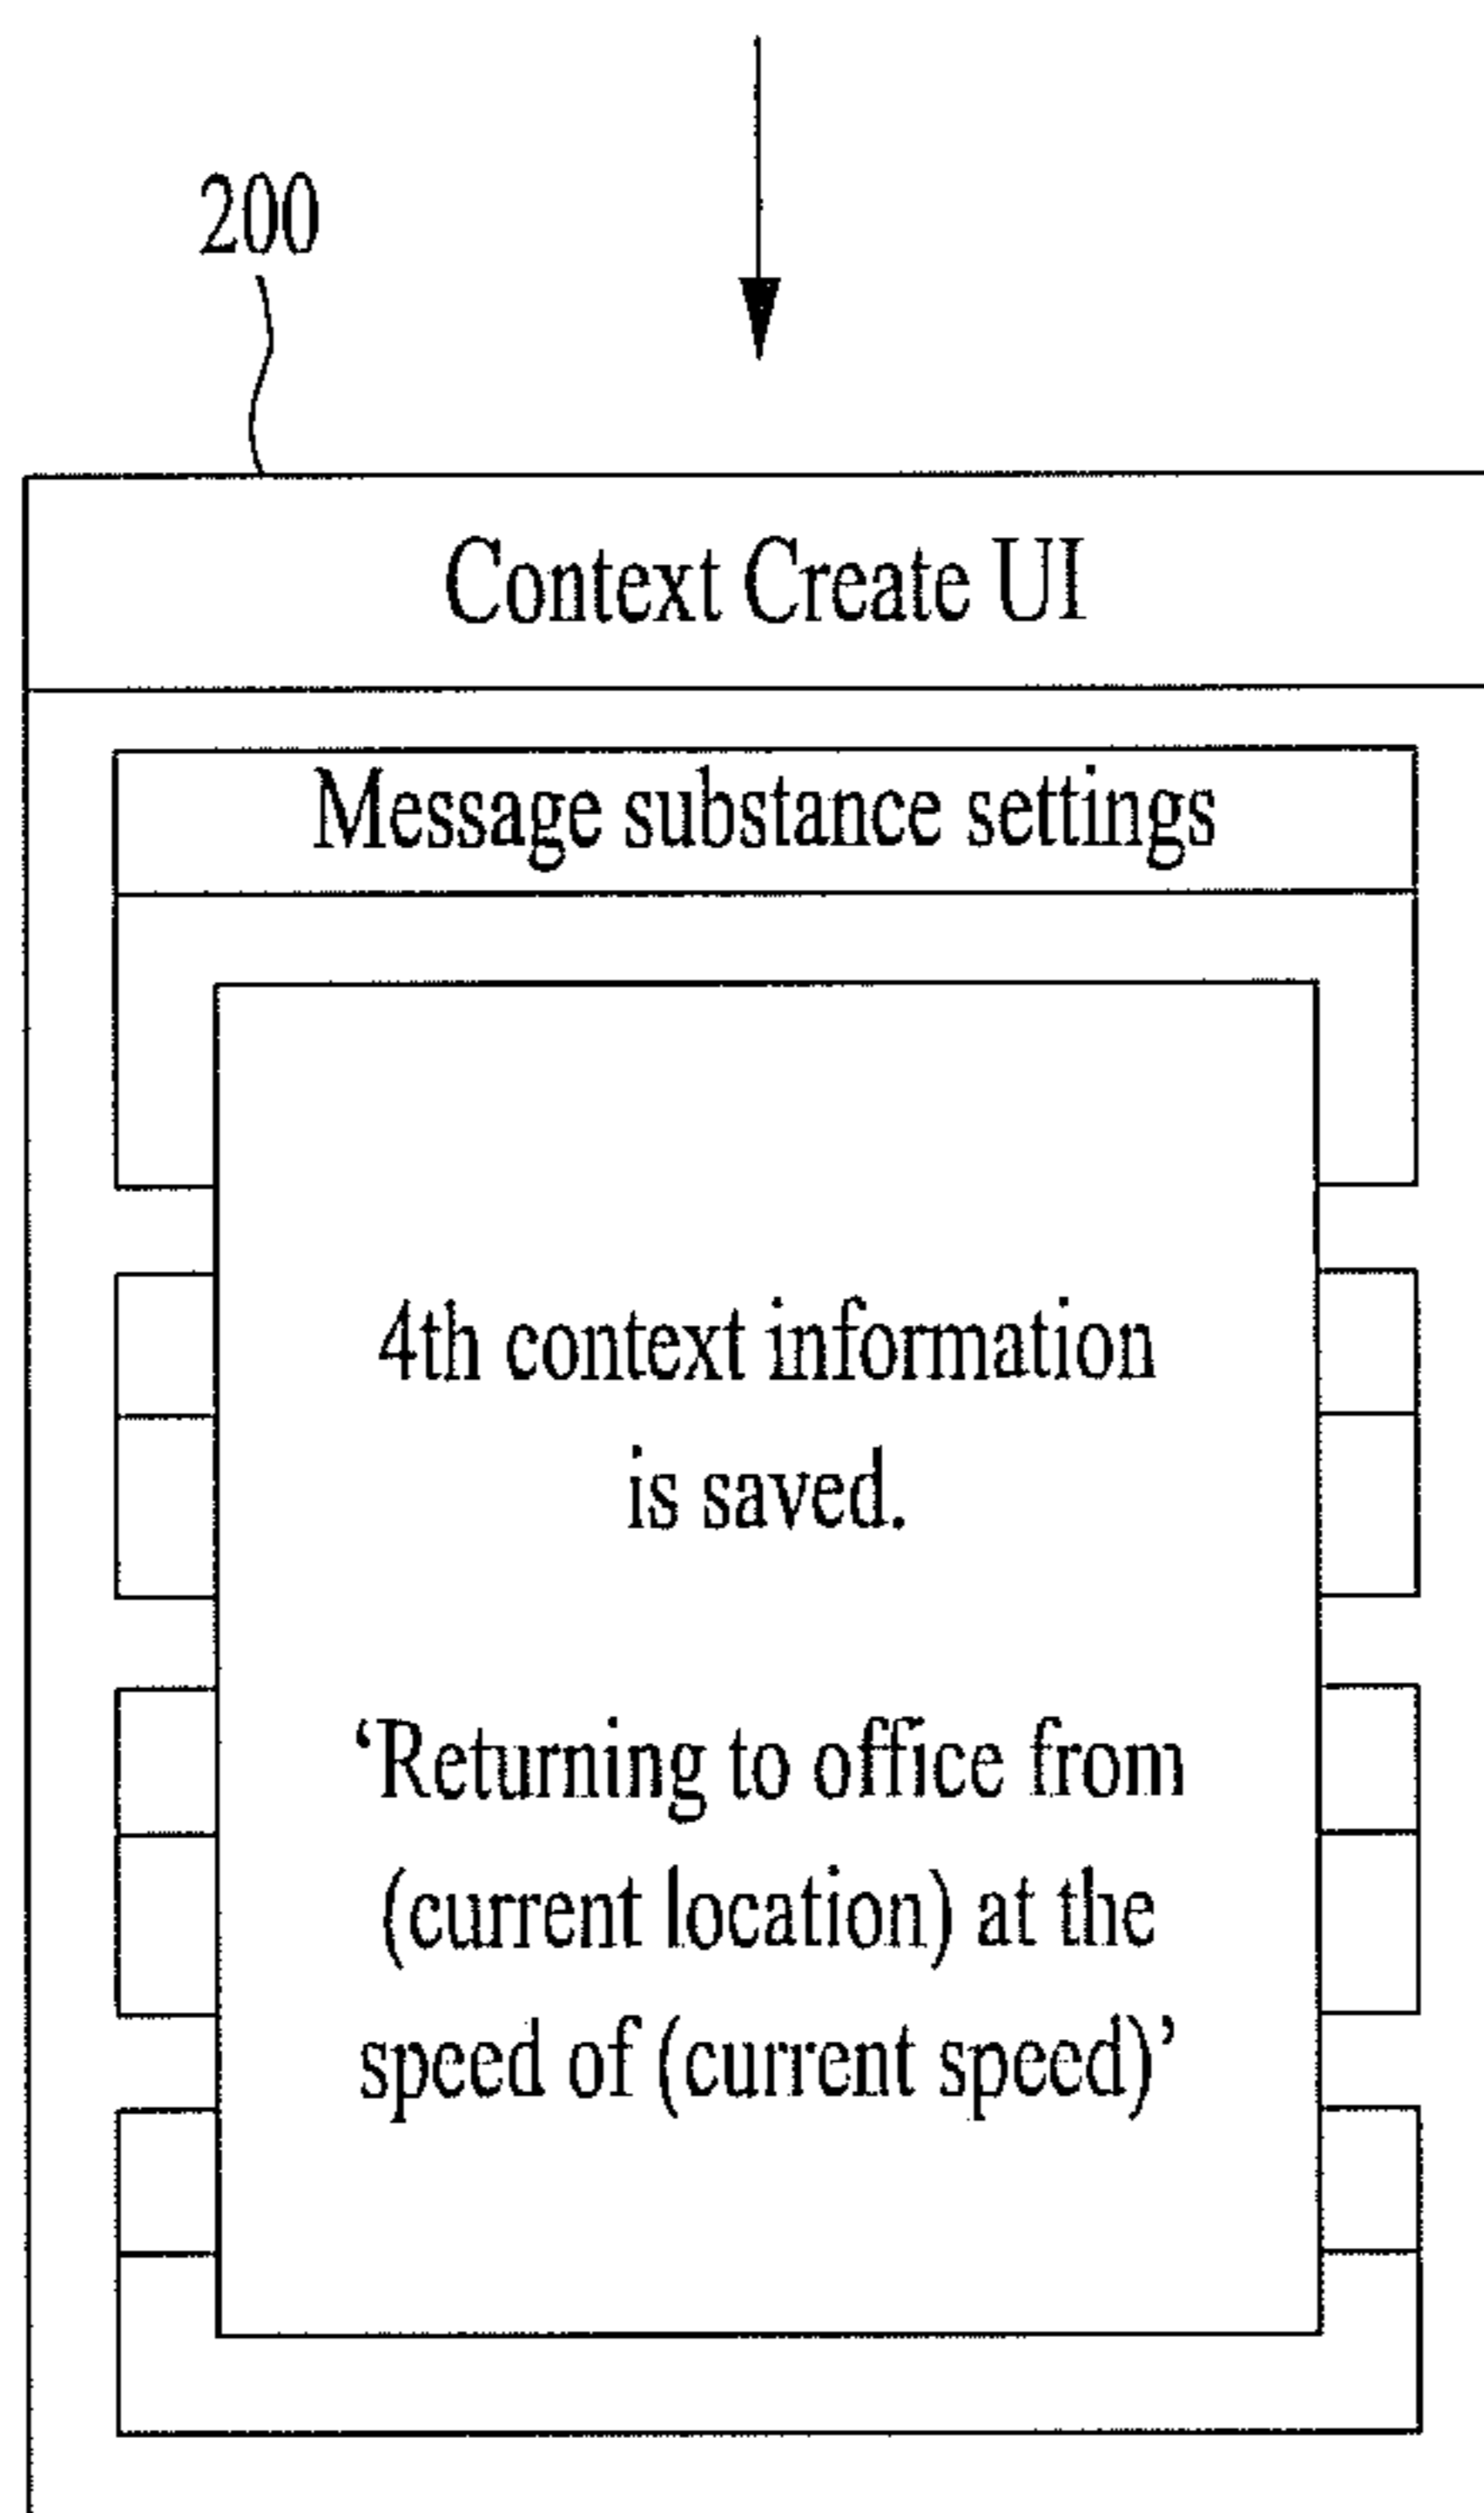 200
Context Create UI
Message substance settings
4th context information
is saved.
‘Returning to office from
(current location) at the
speed of (current speed)’